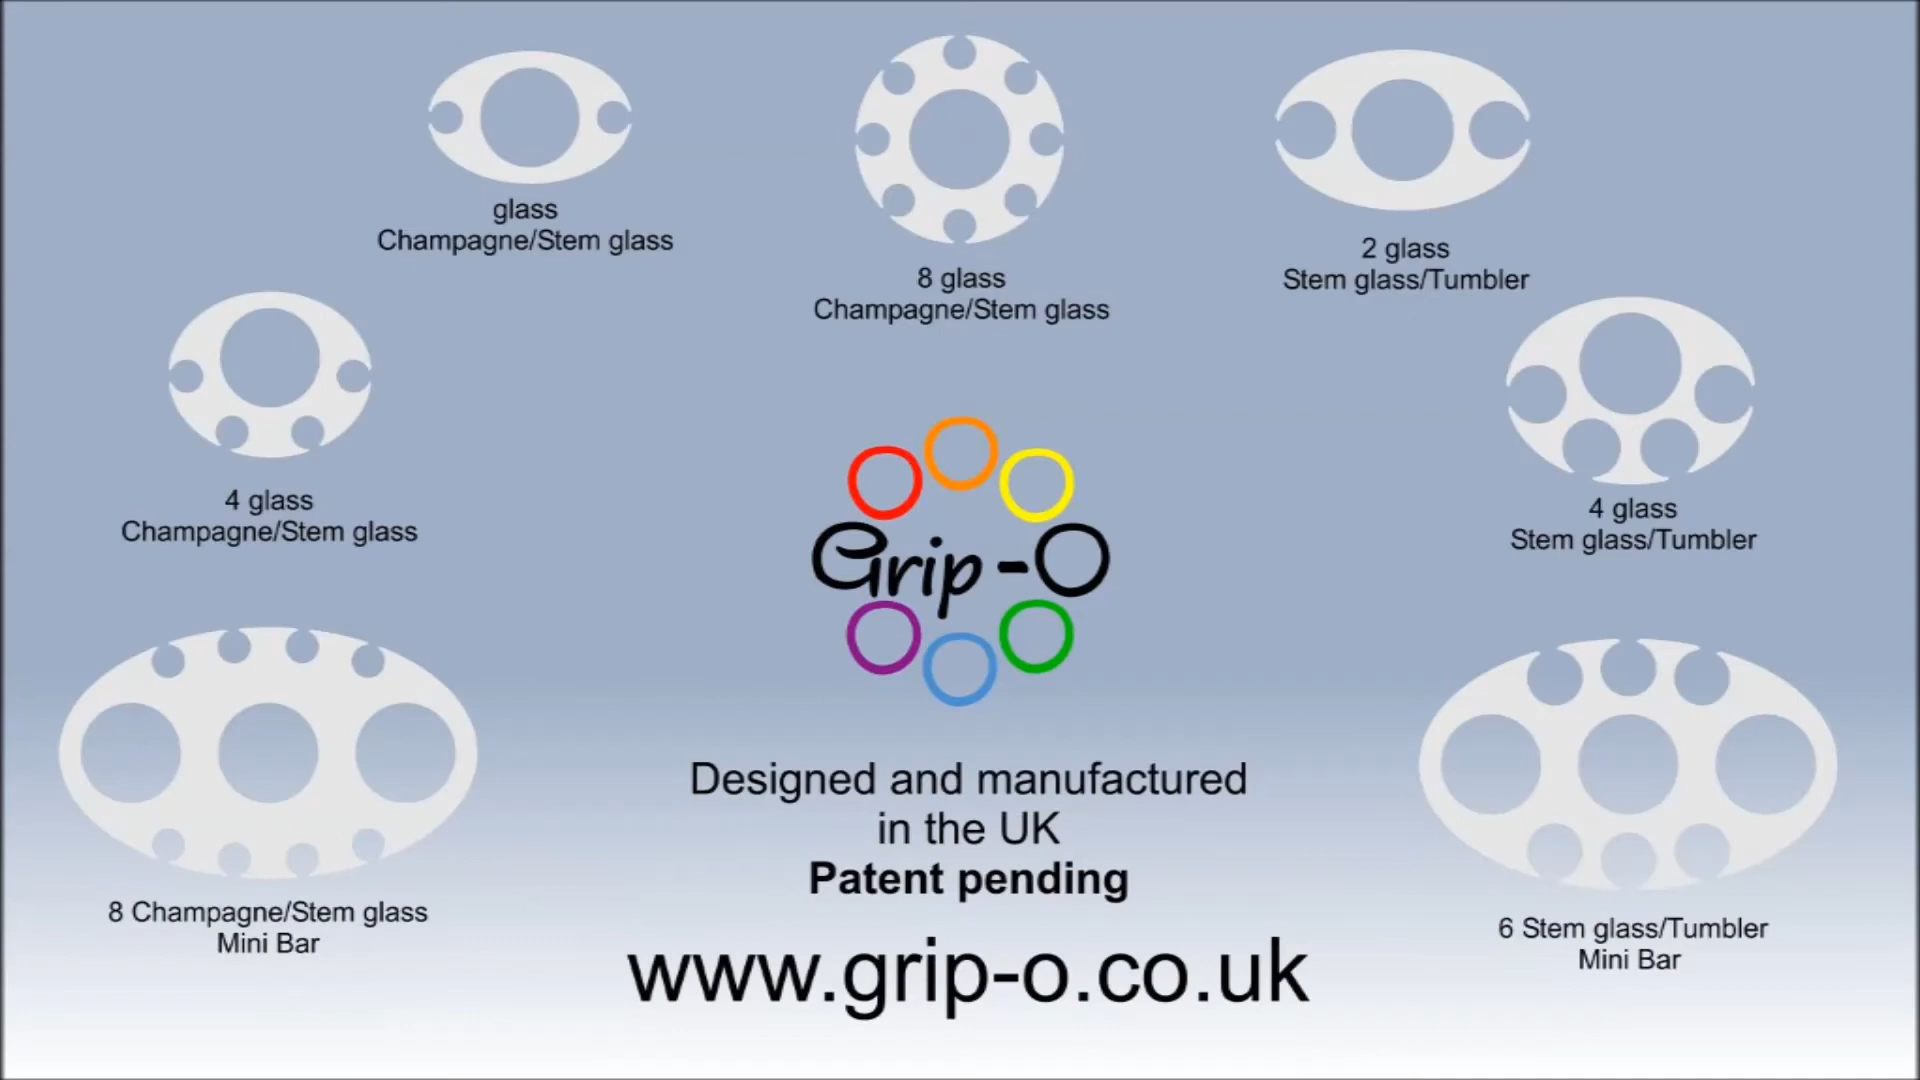 glass
Champagne/Stem glass
8 glass
Champagne/Stem glass
2 glass
Stem glass/Tumbler
4 glass
Champagne/Stem glass
4 glass
Stem glass/Tumbler
Grip-O
8 Champagne/Stem glass
Mini Bar
Designed and manufactured
in the UK
Patent pending
www.grip-o.co.uk
6 Stem glass/Tumbler
Mini Bar